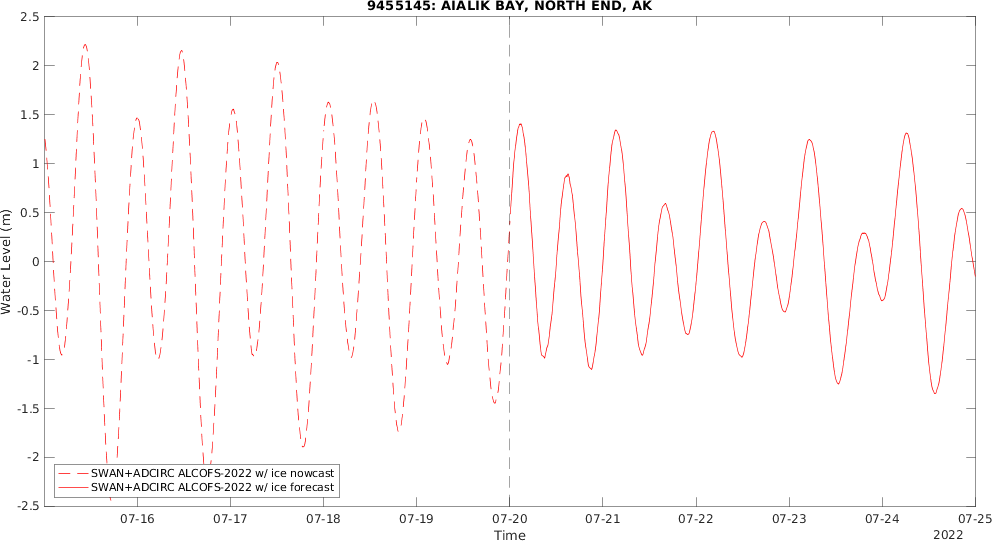 9455145: AIALIK BAY, NORTH END, AK
2.5
2
1.5
1
0.5
0
-0.5
-1
-1.5
-2
-2.5
Water Level (m)
SWAN+ADCIRC ALCOFS-2022 w/ ice nowcast
SWAN+ADCIRC ALCOFS-2022 w/ ice forecast
07-16 07-17 07-18 07-19 07-20 07-21 07-22 07-23 07-24 07-25
Time
2022